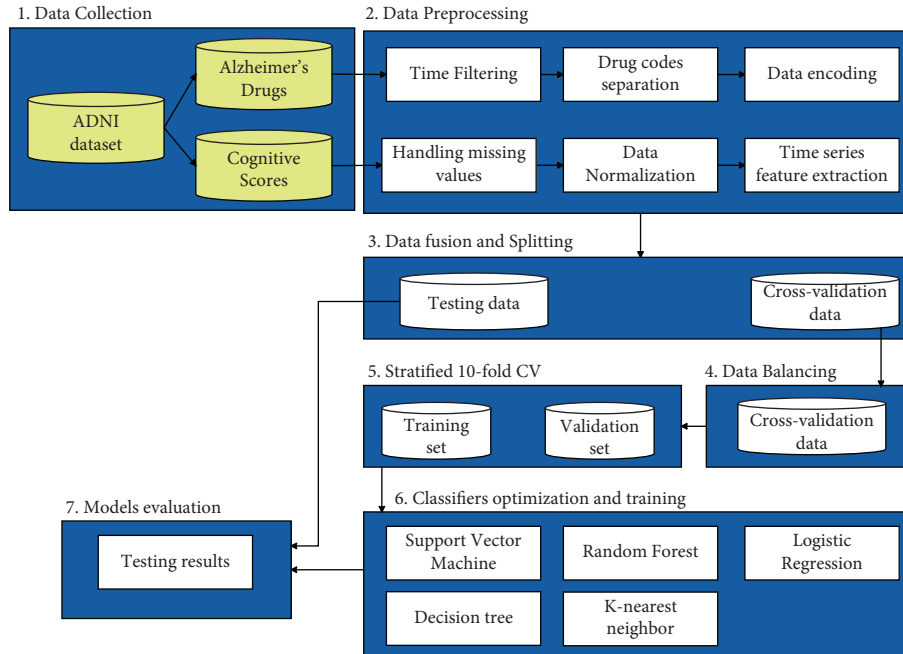 1. Data Collection
ADNI
dataset
Alzheimer's
Drugs
Cognitive
Scores
2. Data Preprocessing
Time Filtering
Drug codes
separation
Data encoding
Handling missing
values
Data
Normalization
Time series
feature extraction
3. Data fusion and Splitting
Testing data
Cross-validation
data
4. Data Balancing
Cross-validation
data
5. Stratified 10-fold CV
Training
set
Validation
set
6. Classifiers optimization and training
Support Vector
Machine
Random Forest
Logistic
Regression
Decision tree
K-nearest
neighbor
7. Models evaluation
Testing results